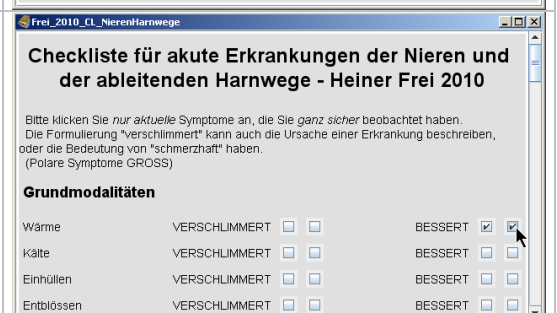 Frei_2010_CL_NierenHarnwege
Checkliste für akute Erkrankungen der Nieren und
der ableitenden Harnwege - Heiner Frei 2010
Bitte klicken Sie nur aktuelle Symptome an, die Sie ganz sicher beobachtet haben.
Die Formulierung "verschlimmert" kann auch die Ursache einer Erkrankung beschreiben,
oder die Bedeutung von "schmerzhaft" haben.
(Polare Symptome GROSS)
Grundmodalitäten
Wärme VERSCHLIMMERT BESSERT
Kälte VERSCHLIMMERT BESSERT
Einhüllen VERSCHLIMMERT BESSERT
Entblössen VERSCHLIMMERT BESSERT